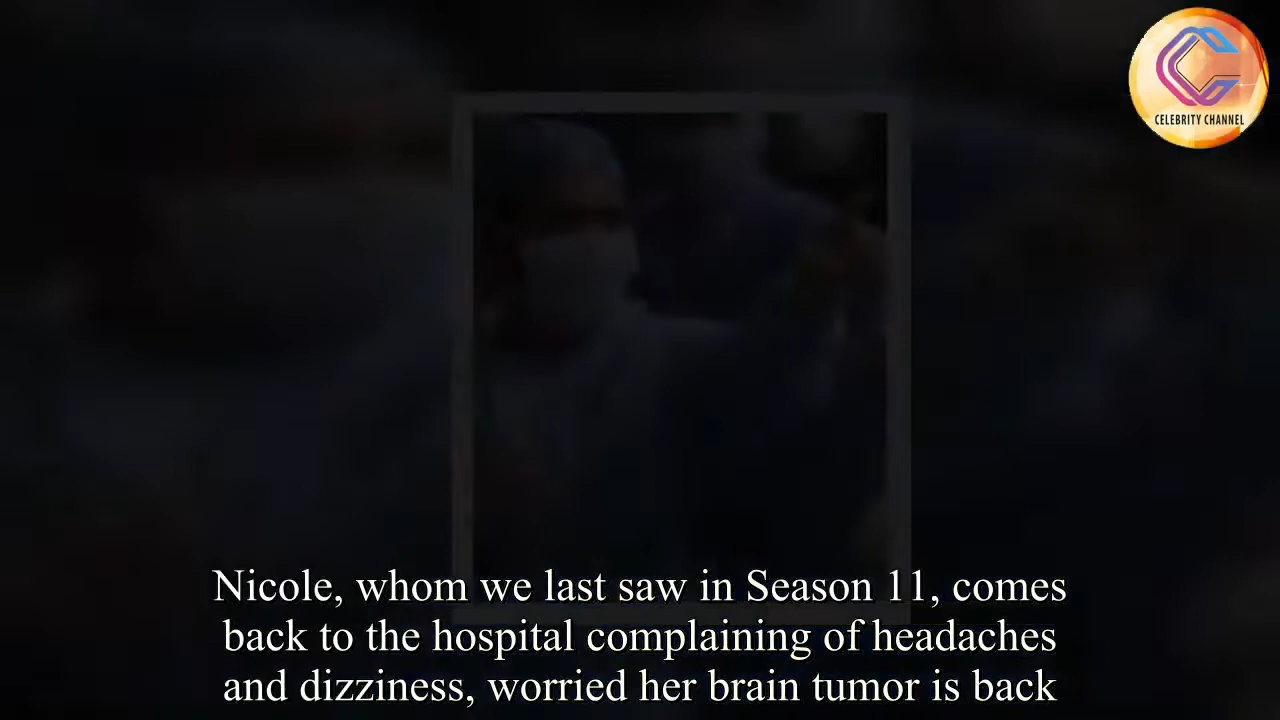 CELEBRITY CHANNEL
Nicole, whom we last saw in Season 11, comes
back to the hospital complaining of headaches
and dizziness, worried her brain tumor is back